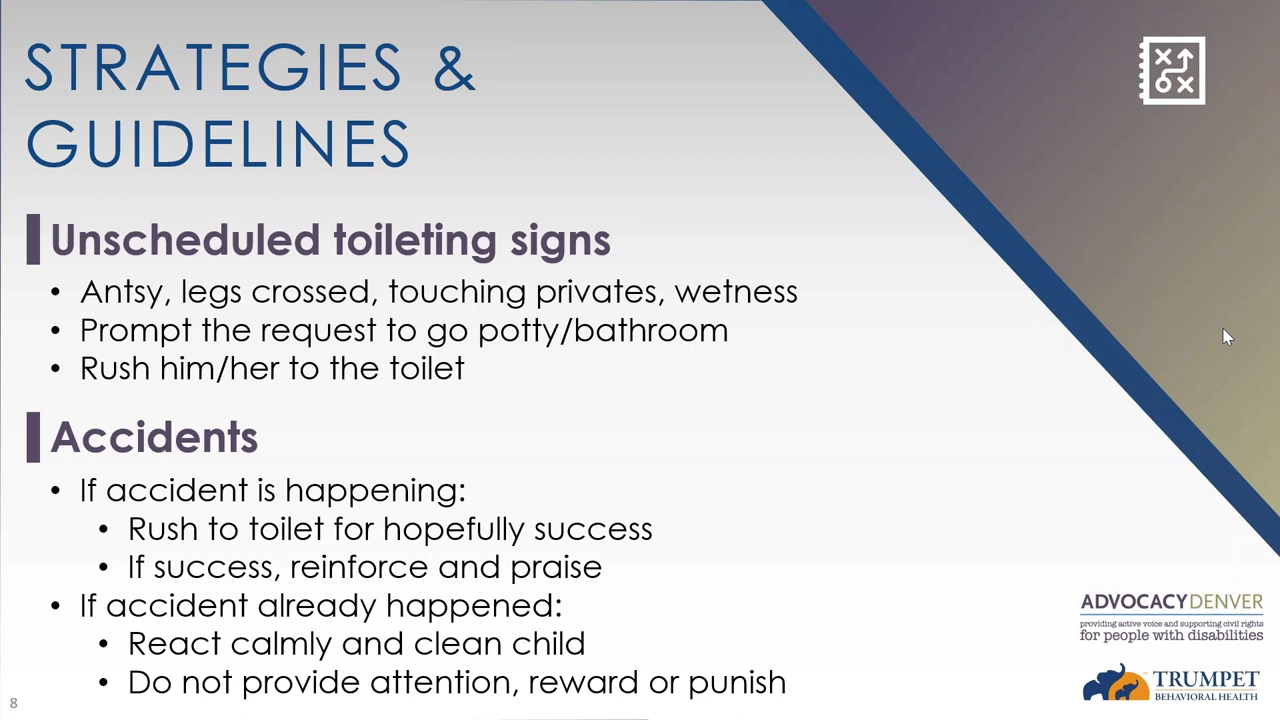 STRATEGIES &
GUIDELINES
Unscheduled toileting signs
• Antsy, legs crossed, touching privates, wetness
• Prompt the request to go potty/bathroom
• Rush him/her to the toilet
Accidents
• If accident is happening:
• Rush to toilet for hopefully success
• If success, reinforce and praise
• If accident already happened:
• React calmly and clean child
• Do not provide attention, reward or punish
ADVOCACYDENVER
providing active voice and supporting civil rights
for people with disabilities
TRUMPET
BEHAVIORAL HEALTH
8